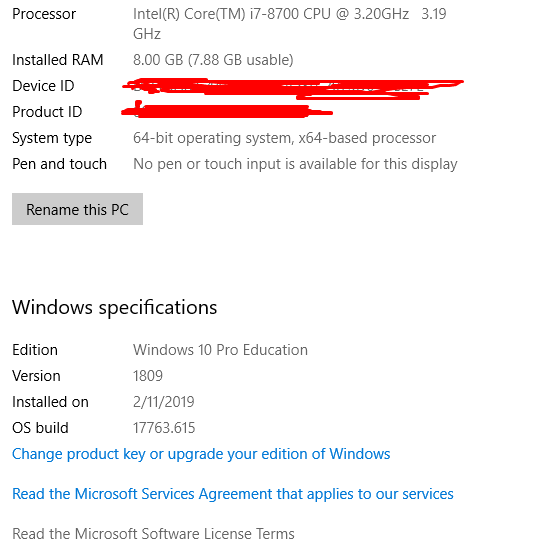 Processor Intel(R) Core(TM) i7-8700 CPU @ 3.20GHz 3.19
GHz
Installed RAM 8.00 GB (7.88 GB usable)
Device ID
Product ID
System type 64-bit operating system, x64-based processor
Pen and touch No pen or touch input is available for this display
Rename this PC
Windows specifications
Edition Windows 10 Pro Education
Version 1809
Installed on 2/11/2019
OS build 17763.615
Change product key or upgrade your edition of Windows
Read the Microsoft Services Agreement that applies to our services
Read the Microsoft Software License Terms